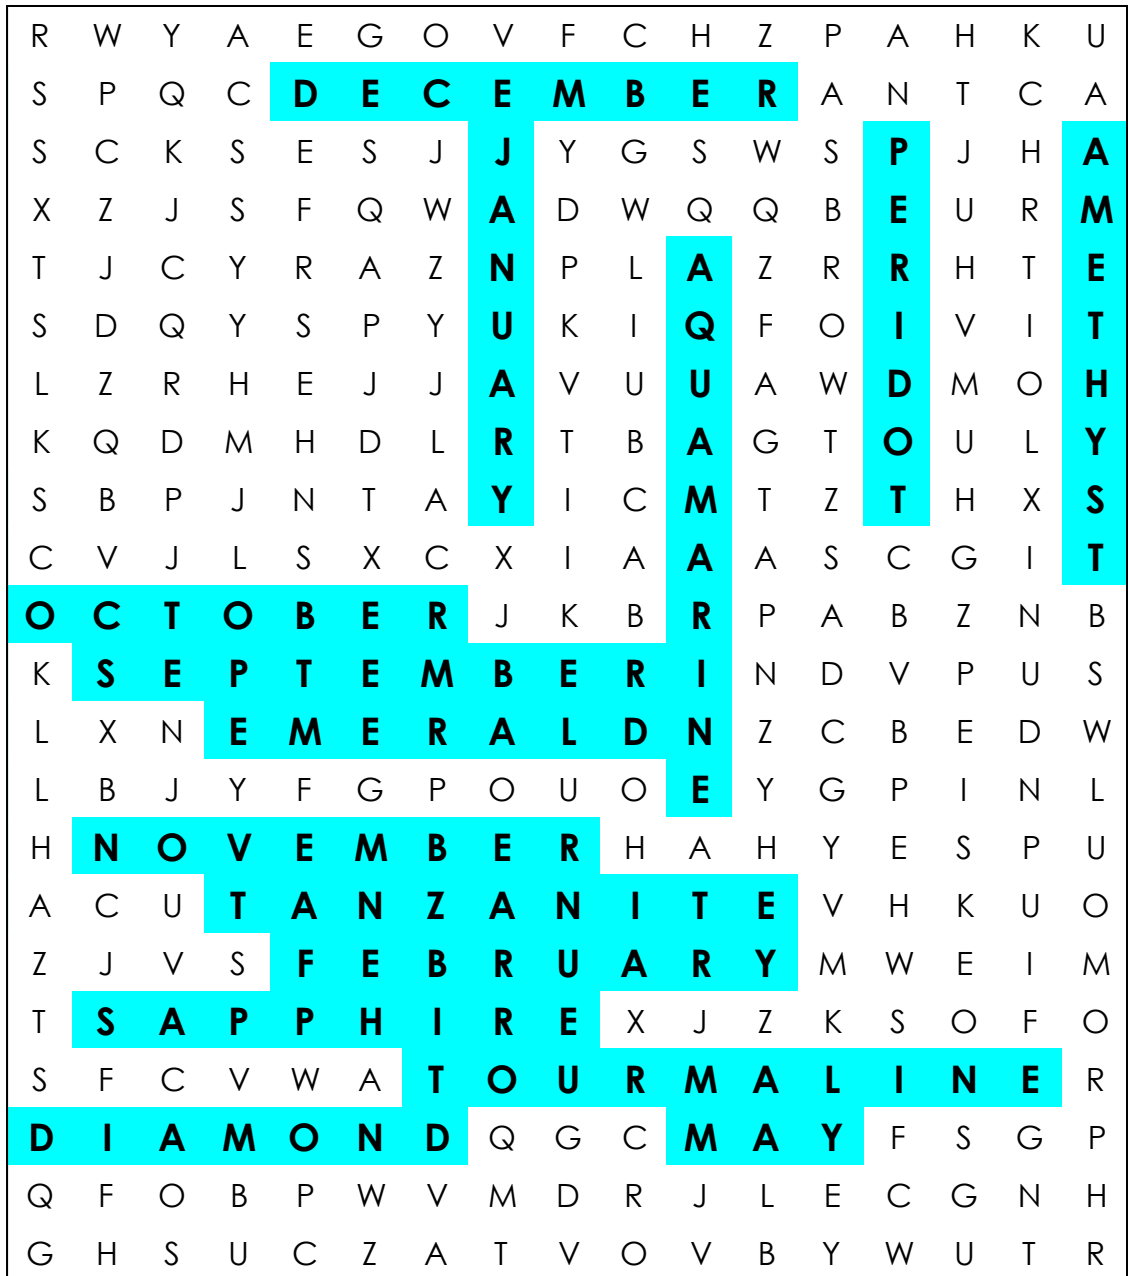 R W Y A E G O V F C H Z P A H K U
S P Q C D E C E M B E R A N T C A
S C K S E S J J Y G S W S P J H A
X Z J S F Q W A D W Q Q B E U R M
T J C Y R A Z N P L A Z R R H T E
S D Q Y S P Y U K I Q F O I V I T
L Z R H E J J A V U U A W D M O H
K Q D M H D L R T B A G T O U L Y
S B P J N T A Y I C M T Z T H X S
C V J L S X C X I A A A S C G I T
O C T O B E R J K B R P A B Z N B
K S E P T E M B E R I N D V P U S
L X N E M E R A L D N Z C B E D W
L B J Y F G P O U O E Y G P I N L
H N O V E M B E R H A H Y E S P U
A C U T A N Z A N I T E V H K U O
Z J V S F E B R U A R Y M W E I M
T S A P P H I R E X J Z K S O F O
S F C V W A T O U R M A L I N E R
D I A M O N D Q G C M A Y F S G P
Q F O B P W V M D R J L E C G N H
G H S U C Z A T V O V B Y W U T R